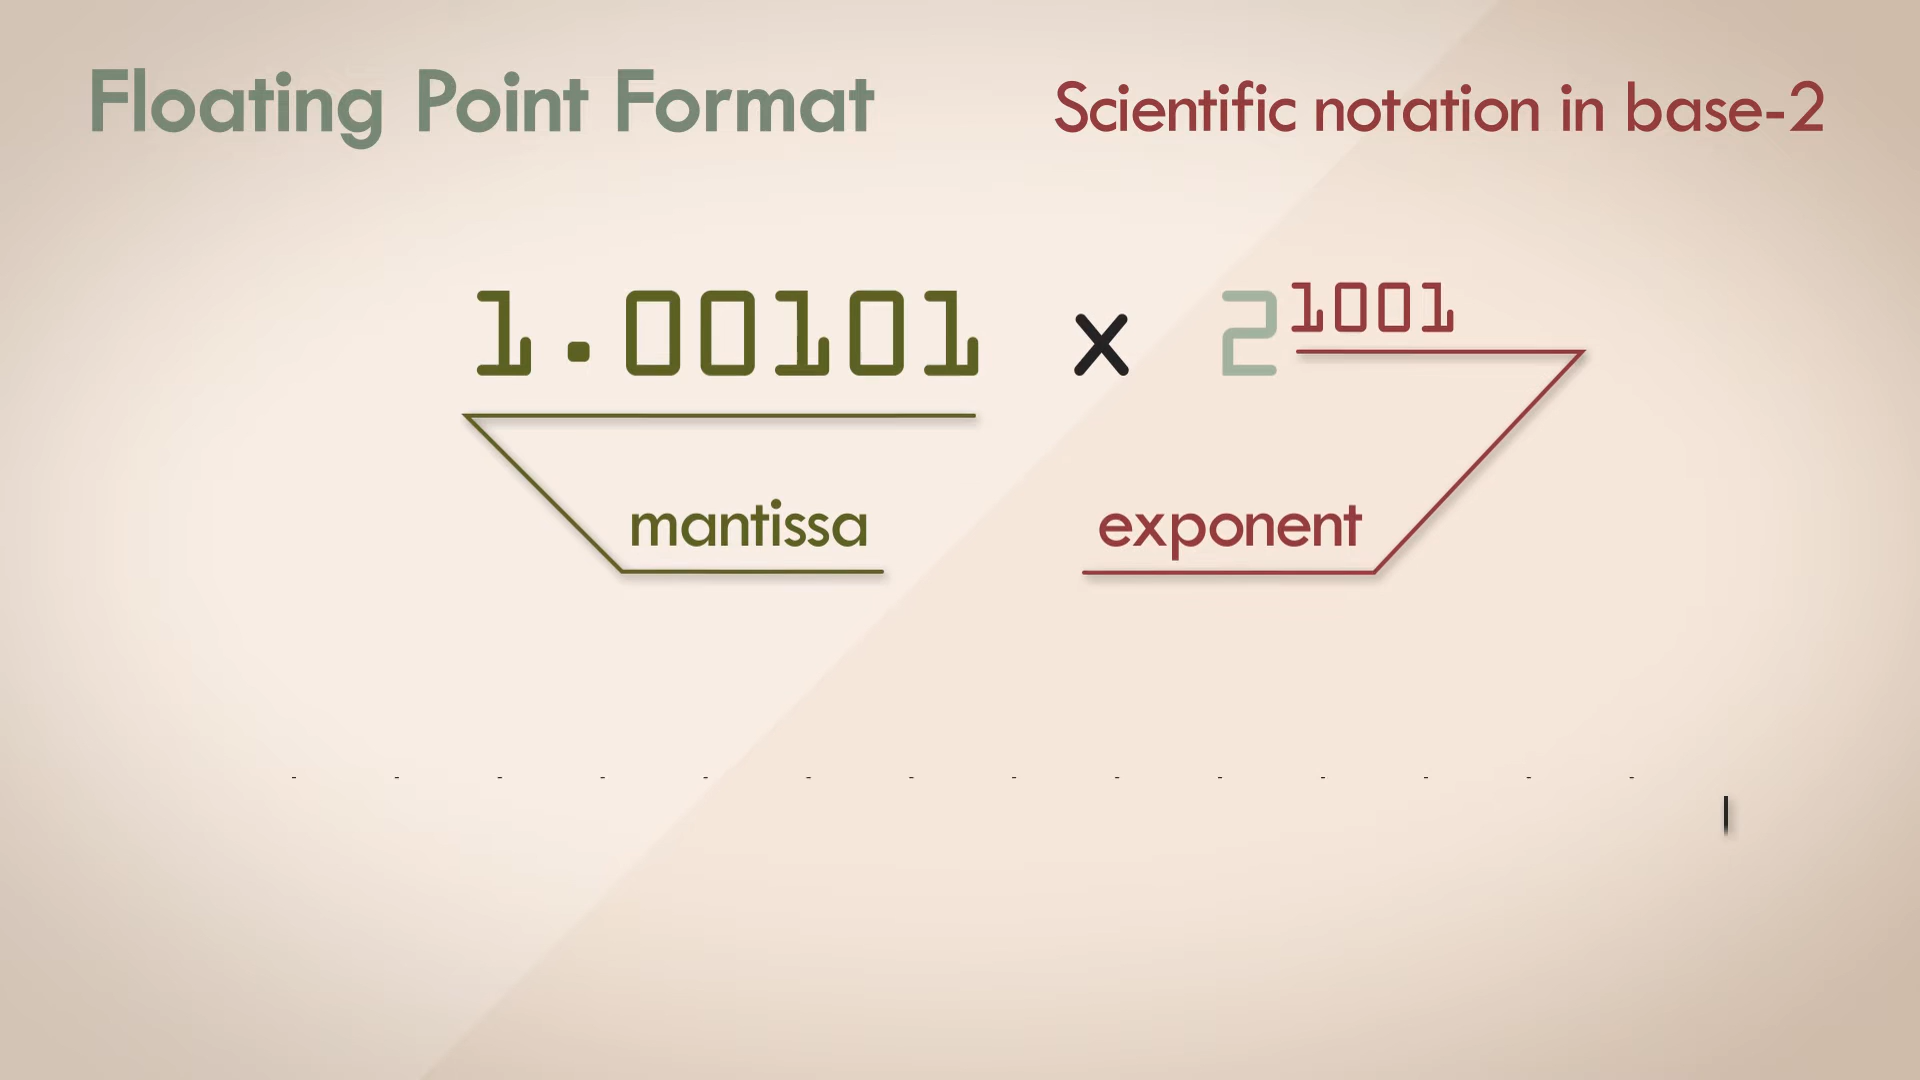 Floating Point Format
Scientific notation in base-2
1.00101 x 2^1001
mantissa
exponent